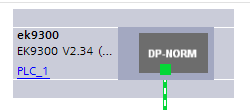 ek9300
EK9300 V2.34 (...
DP-NORM
PLC_1